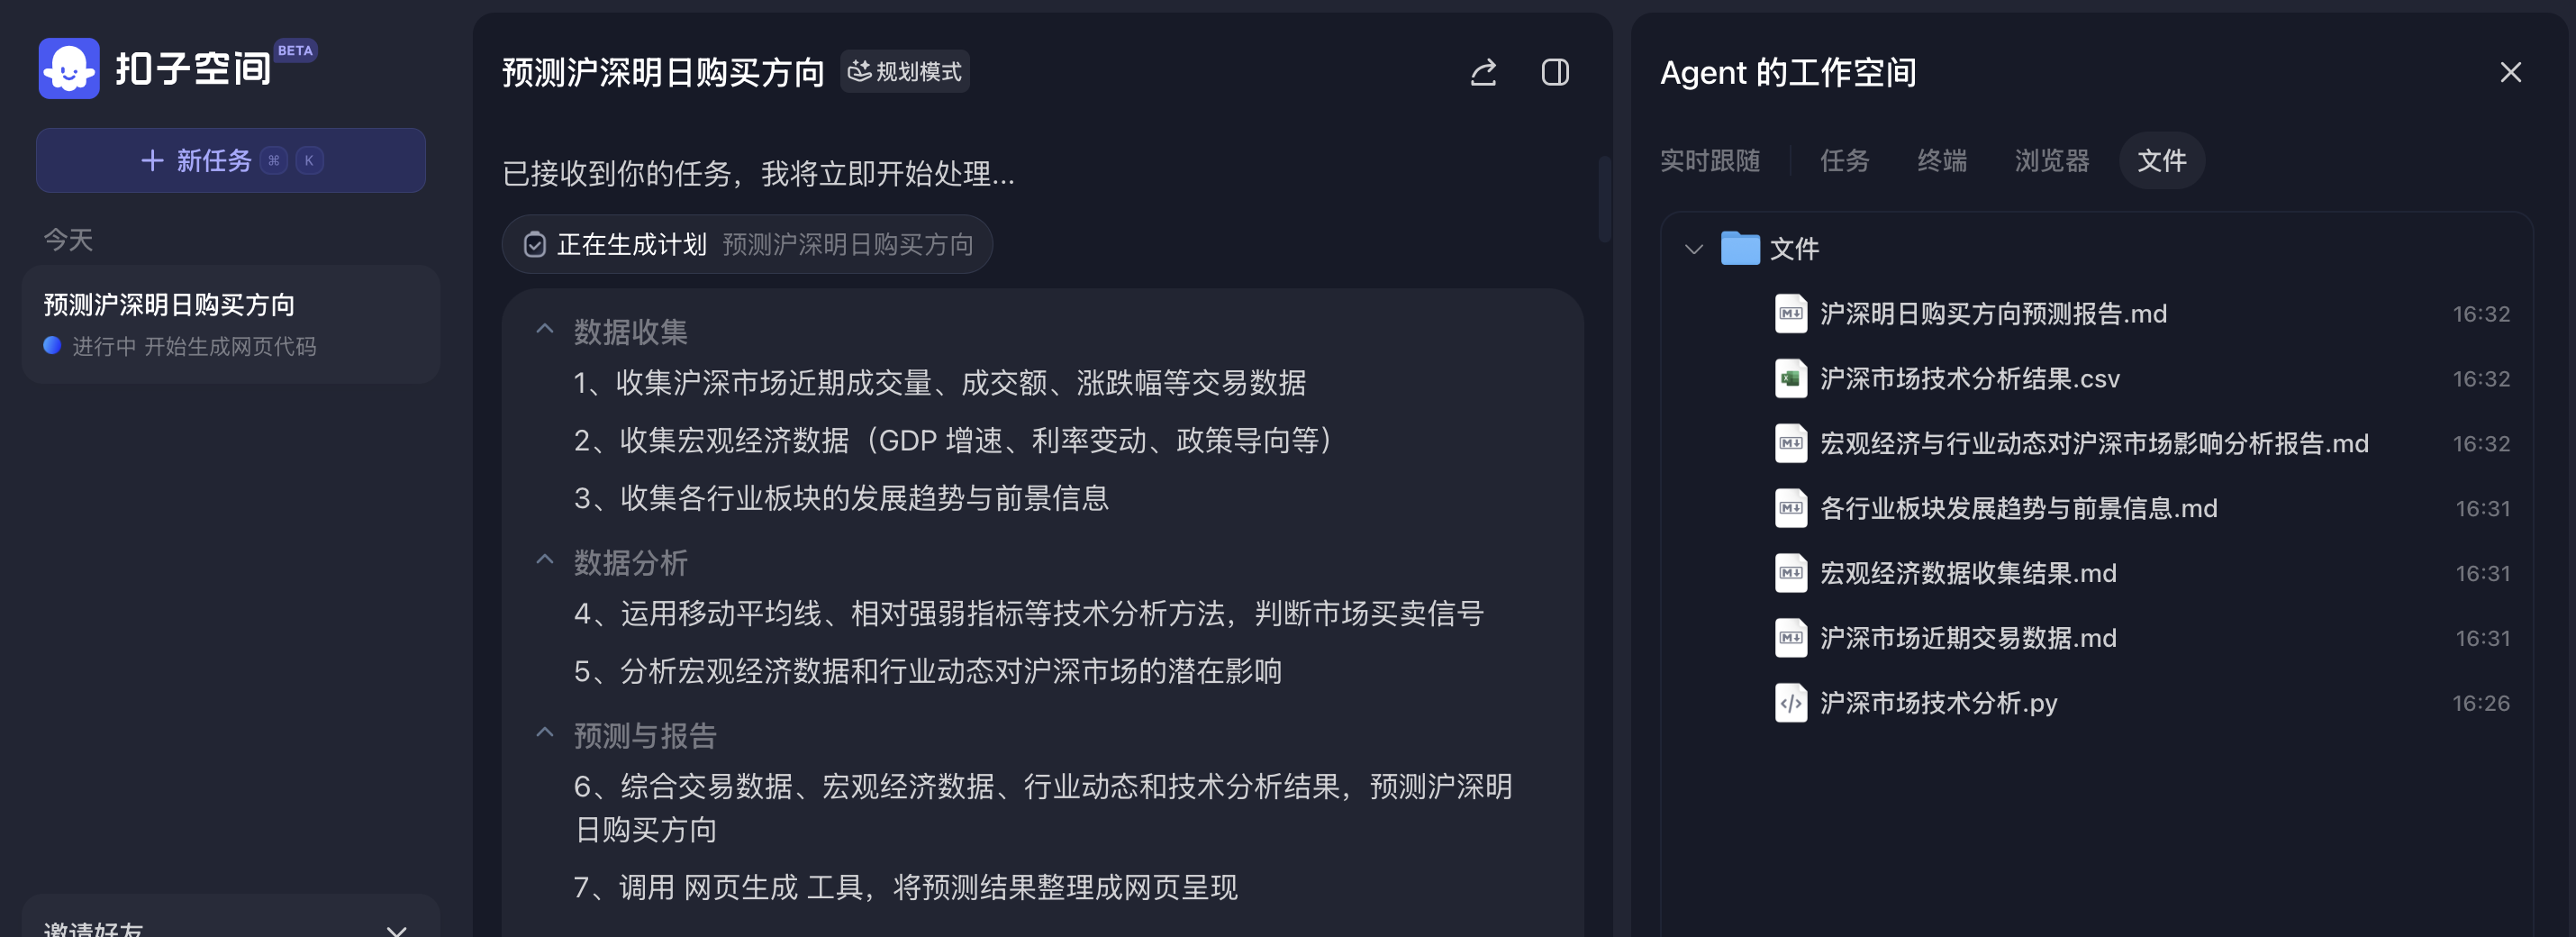 扣子空间 BETA
+ 新任务 ⌘ K
今天
预测沪深明日购买方向
进行中 开始生成网页代码
邀请好友
预测沪深明日购买方向 规划模式
已接收到你的任务，我将立即开始处理...
正在生成计划 预测沪深明日购买方向
数据收集
1、收集沪深市场近期成交量、成交额、涨跌幅等交易数据
2、收集宏观经济数据（GDP 增速、利率变动、政策导向等）
3、收集各行业板块的发展趋势与前景信息
数据分析
4、运用移动平均线、相对强弱指标等技术分析方法，判断市场买卖信号
5、分析宏观经济数据和行业动态对沪深市场的潜在影响
预测与报告
6、综合交易数据、宏观经济数据、行业动态和技术分析结果，预测沪深明
日购买方向
7、调用 网页生成 工具，将预测结果整理成网页呈现
Agent 的工作空间
实时跟随 任务 终端 浏览器 文件
文件
沪深明日购买方向预测报告.md 16:32
沪深市场技术分析结果.csv 16:32
宏观经济与行业动态对沪深市场影响分析报告.md 16:32
各行业板块发展趋势与前景信息.md 16:31
宏观经济数据收集结果.md 16:31
沪深市场近期交易数据.md 16:31
沪深市场技术分析.py 16:26